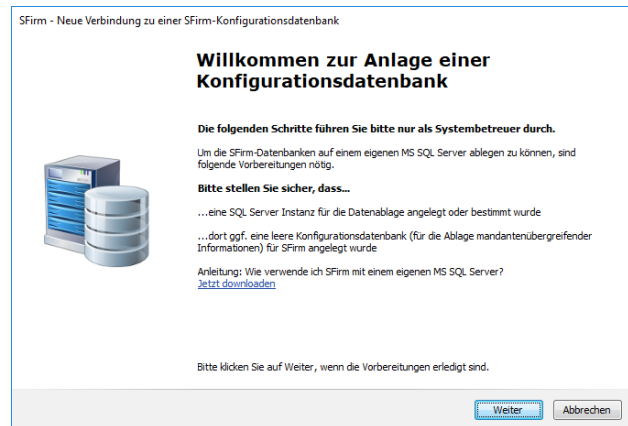 SFirm - Neue Verbindung zu einer SFirm-Konfigurationsdatenbank
Willkommen zur Anlage einer
Konfigurationsdatenbank
Die folgenden Schritte führen Sie bitte nur als Systembetreuer durch.
Um die SFirm-Datenbanken auf einem eigenen MS SQL Server ablegen zu können, sind
folgende Vorbereitungen nötig.
Bitte stellen Sie sicher, dass...
...eine SQL Server Instanz für die Datenablage angelegt oder bestimmt wurde
...dort ggf. eine leere Konfigurationsdatenbank (für die Ablage mandantenübergreifender
Informationen) für SFirm angelegt wurde
Anleitung: Wie verwende ich SFirm mit einem eigenen MS SQL Server?
Jetzt downloaden
Bitte klicken Sie auf Weiter, wenn die Vorbereitungen erledigt sind.
Weiter Abbrechen